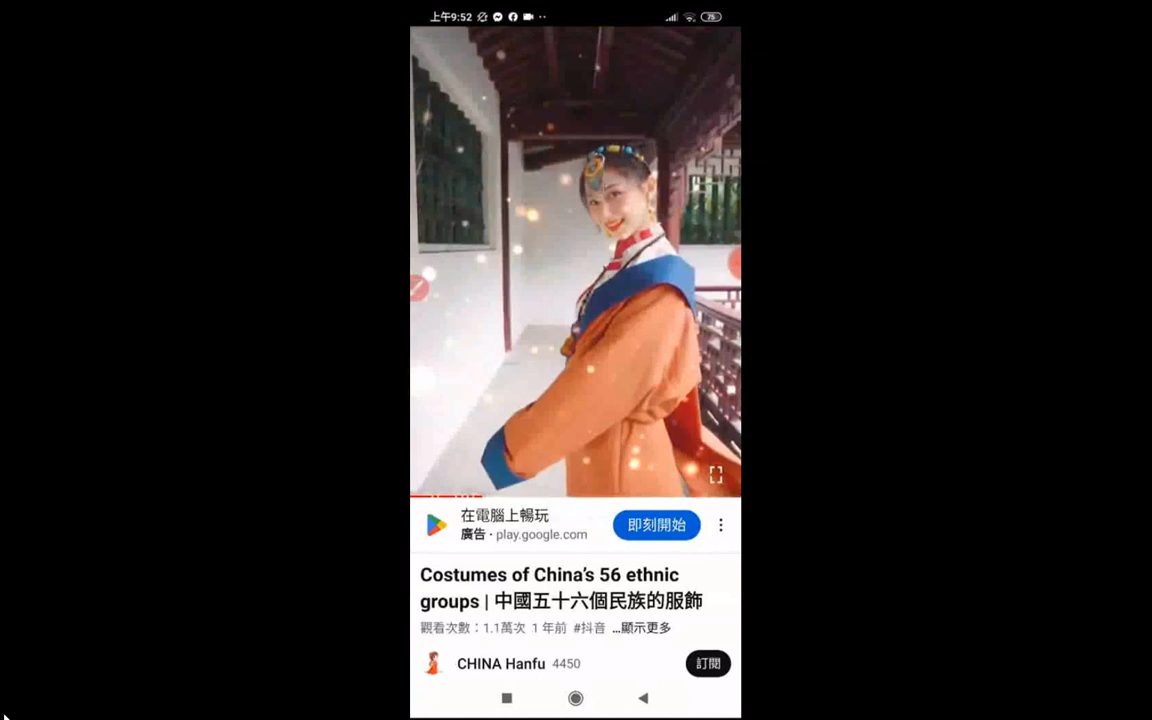 上午9:52
75
在電腦上暢玩
廣告 · play.google.com
即刻開始
Costumes of China's 56 ethnic
groups | 中國五十六個民族的服飾
觀看次數：1.1萬次 1 年前 #抖音 ...顯示更多
CHINA Hanfu 4450
訂閱